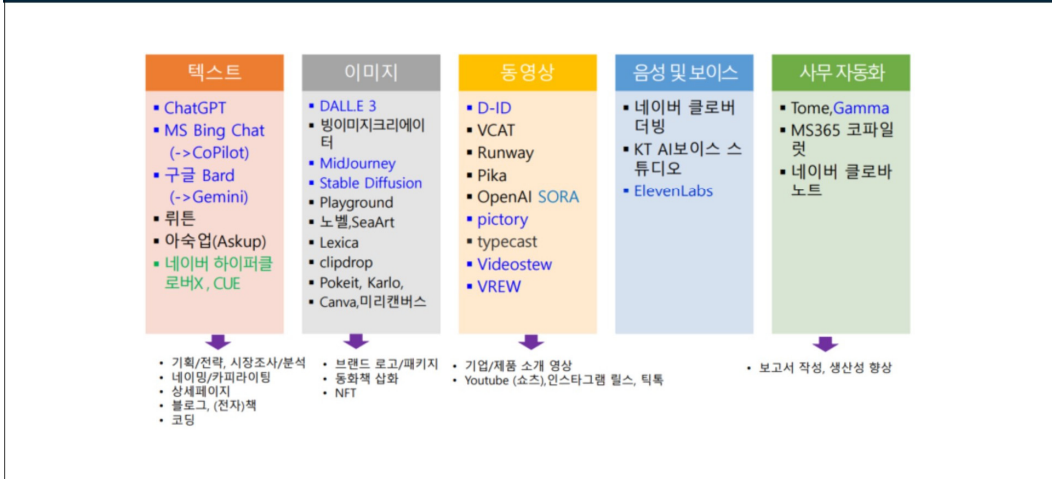 텍스트
▪ ChatGPT
▪ MS Bing Chat
(->CoPilot)
▪ 구글 Bard
(->Gemini)
▪ 뤼튼
▪ 아숙업(Askup)
▪ 네이버 하이퍼클
로버X , CUE
• 기획/전략, 시장조사/분석
• 네이밍/카피라이팅
• 상세페이지
• 블로그, (전자)책
• 코딩
이미지
▪ DALL.E 3
▪ 빙이미지크리에이
터
▪ MidJourney
▪ Stable Diffusion
▪ Playground
▪ 노벨,SeaArt
▪ Lexica
▪ clipdrop
▪ Pokeit, Karlo,
▪ Canva,미리캔버스
• 브랜드 로고/패키지
• 동화책 삽화
• NFT
동영상
▪ D-ID
▪ VCAT
▪ Runway
▪ Pika
▪ OpenAI SORA
▪ pictory
▪ typecast
▪ Videostew
▪ VREW
• 기업/제품 소개 영상
• Youtube (쇼츠),인스타그램 릴스, 틱톡
음성 및 보이스
▪ 네이버 클로버
더빙
▪ KT AI보이스 스
튜디오
▪ ElevenLabs
사무 자동화
▪ Tome,Gamma
▪ MS365 코파일
럿
▪ 네이버 클로바
노트
• 보고서 작성, 생산성 향상